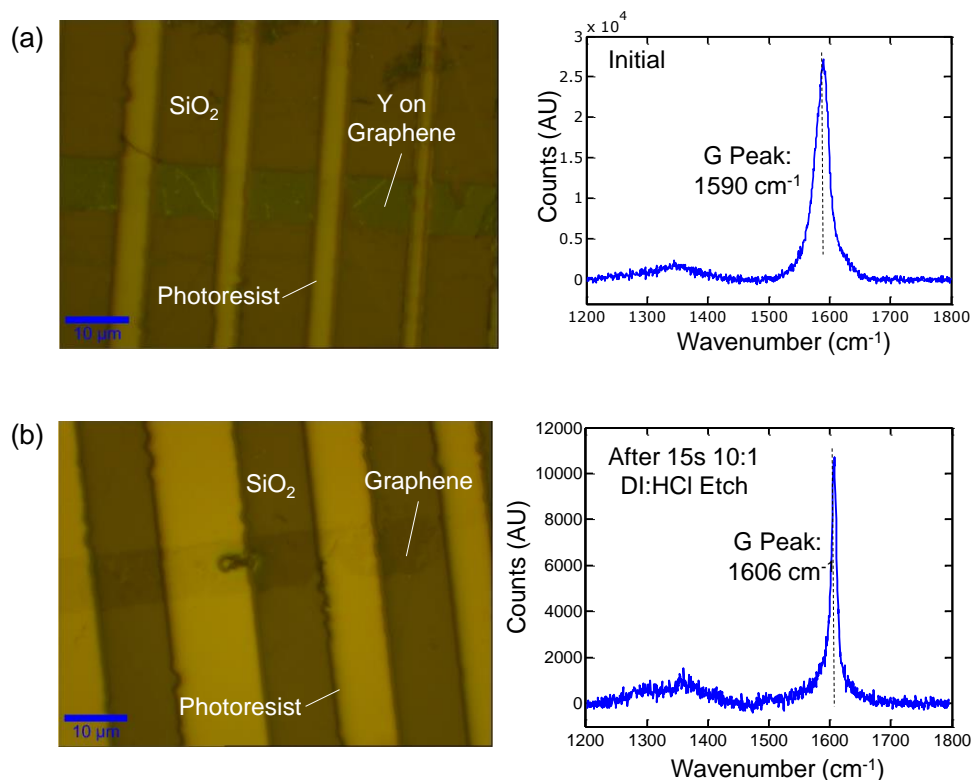 (a)
SiO₂
Y on
Graphene
Photoresist
10 µm
3 x 10⁴
Initial
G Peak:
1590 cm⁻¹
2.5
2
1.5
1
0.5
0
1200 1300 1400 1500 1600 1700 1800
Counts (AU)
Wavenumber (cm⁻¹)
(b)
SiO₂
Graphene
Photoresist
10 µm
12000
After 15s 10:1
DI:HCl Etch
G Peak:
1606 cm⁻¹
10000
8000
6000
4000
2000
0
1200 1300 1400 1500 1600 1700 1800
Counts (AU)
Wavenumber (cm⁻¹)